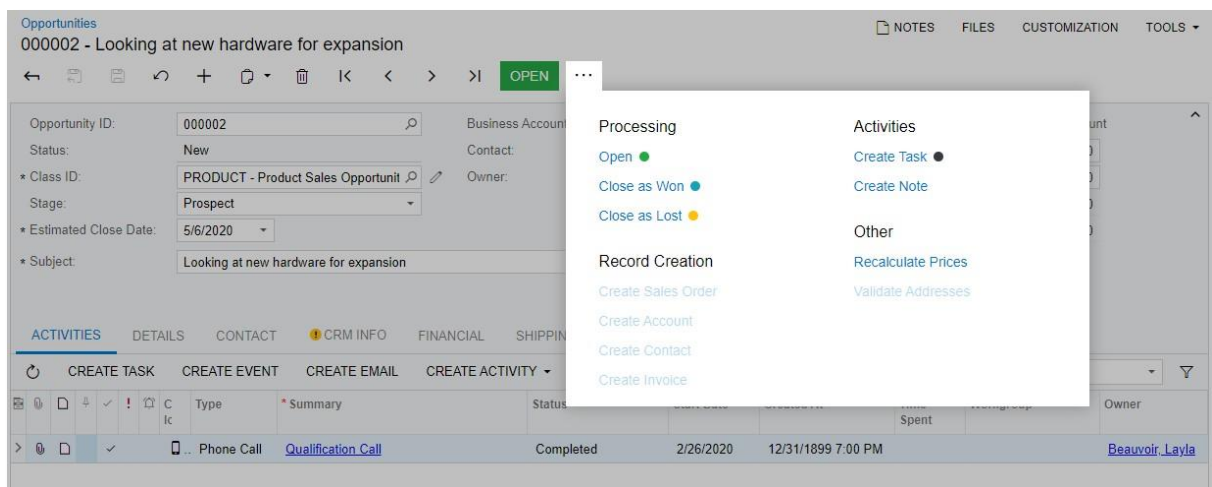 Opportunities
000002 - Looking at new hardware for expansion
NOTES FILES CUSTOMIZATION TOOLS
OPEN ...
Opportunity ID: 000002
Status: New
* Class ID: PRODUCT - Product Sales Opportunit
Stage: Prospect
* Estimated Close Date: 5/6/2020
* Subject: Looking at new hardware for expansion
Business Account
Contact:
Owner:
Processing
Open
Close as Won
Close as Lost
Record Creation
Create Sales Order
Create Account
Create Contact
Create Invoice
Activities
Create Task
Create Note
Other
Recalculate Prices
Validate Addresses
ACTIVITIES DETAILS CONTACT CRM INFO FINANCIAL SHIPPIN
CREATE TASK CREATE EVENT CREATE EMAIL CREATE ACTIVITY
C Type * Summary Status Owner
Spent
Phone Call Qualification Call Completed 2/26/2020 12/31/1899 7:00 PM Beauvoir, Layla